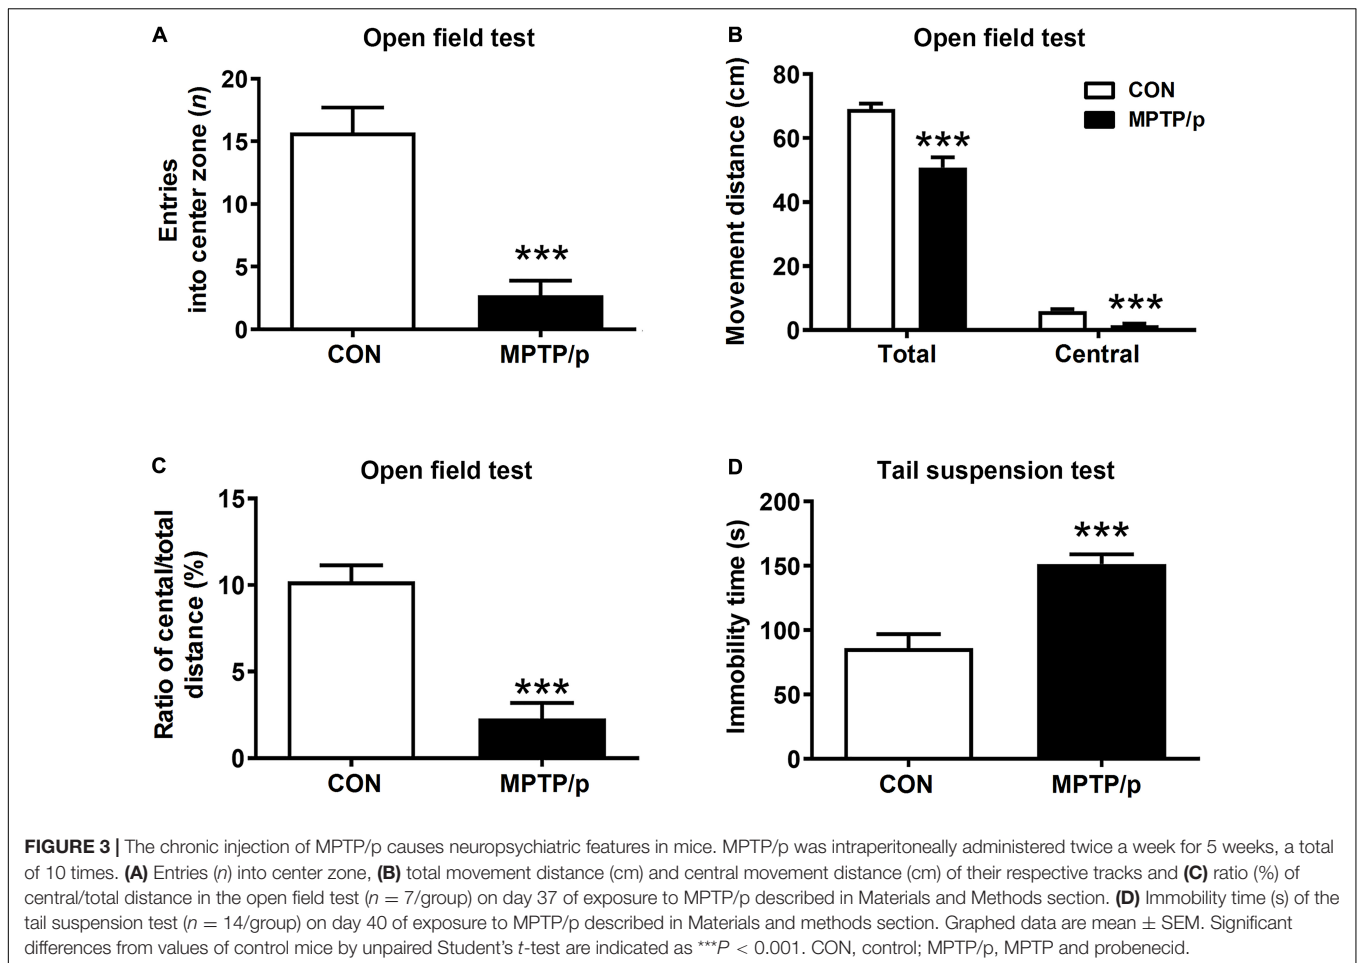 A
Open field test
20
15
10
5
0
Entries
into center zone (n)
***
CON
MPTP/p
B
Open field test
80
60
40
20
0
Movement distance (cm)
CON
MPTP/p
***
***
Total
Central
C
Open field test
15
10
5
0
Ratio of cental/total
distance (%)
***
CON
MPTP/p
D
Tail suspension test
200
150
100
50
0
Immobility time (s)
***
CON
MPTP/p
FIGURE 3 | The chronic injection of MPTP/p causes neuropsychiatric features in mice. MPTP/p was intraperitoneally administered twice a week for 5 weeks, a total
of 10 times. (A) Entries (n) into center zone, (B) total movement distance (cm) and central movement distance (cm) of their respective tracks and (C) ratio (%) of
central/total distance in the open field test (n = 7/group) on day 37 of exposure to MPTP/p described in Materials and Methods section. (D) Immobility time (s) of the
tail suspension test (n = 14/group) on day 40 of exposure to MPTP/p described in Materials and methods section. Graphed data are mean ± SEM. Significant
differences from values of control mice by unpaired Student's t-test are indicated as ***P < 0.001. CON, control; MPTP/p, MPTP and probenecid.